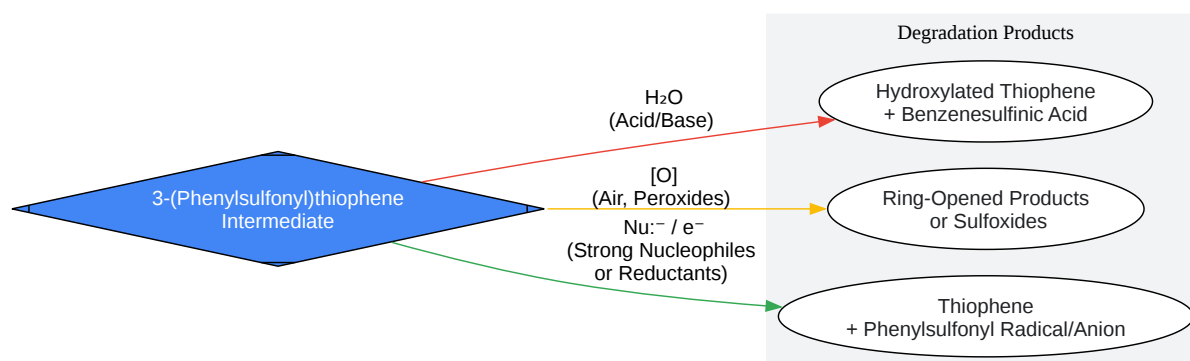 Degradation Products
H₂O
(Acid/Base)
Hydroxylated Thiophene
+ Benzenesulfinic Acid
3-(Phenylsulfonyl)thiophene
Intermediate
[O]
(Air, Peroxides)
Ring-Opened Products
or Sulfoxides
Nu:⁻ / e⁻
(Strong Nucleophiles
or Reductants)
Thiophene
+ Phenylsulfonyl Radical/Anion